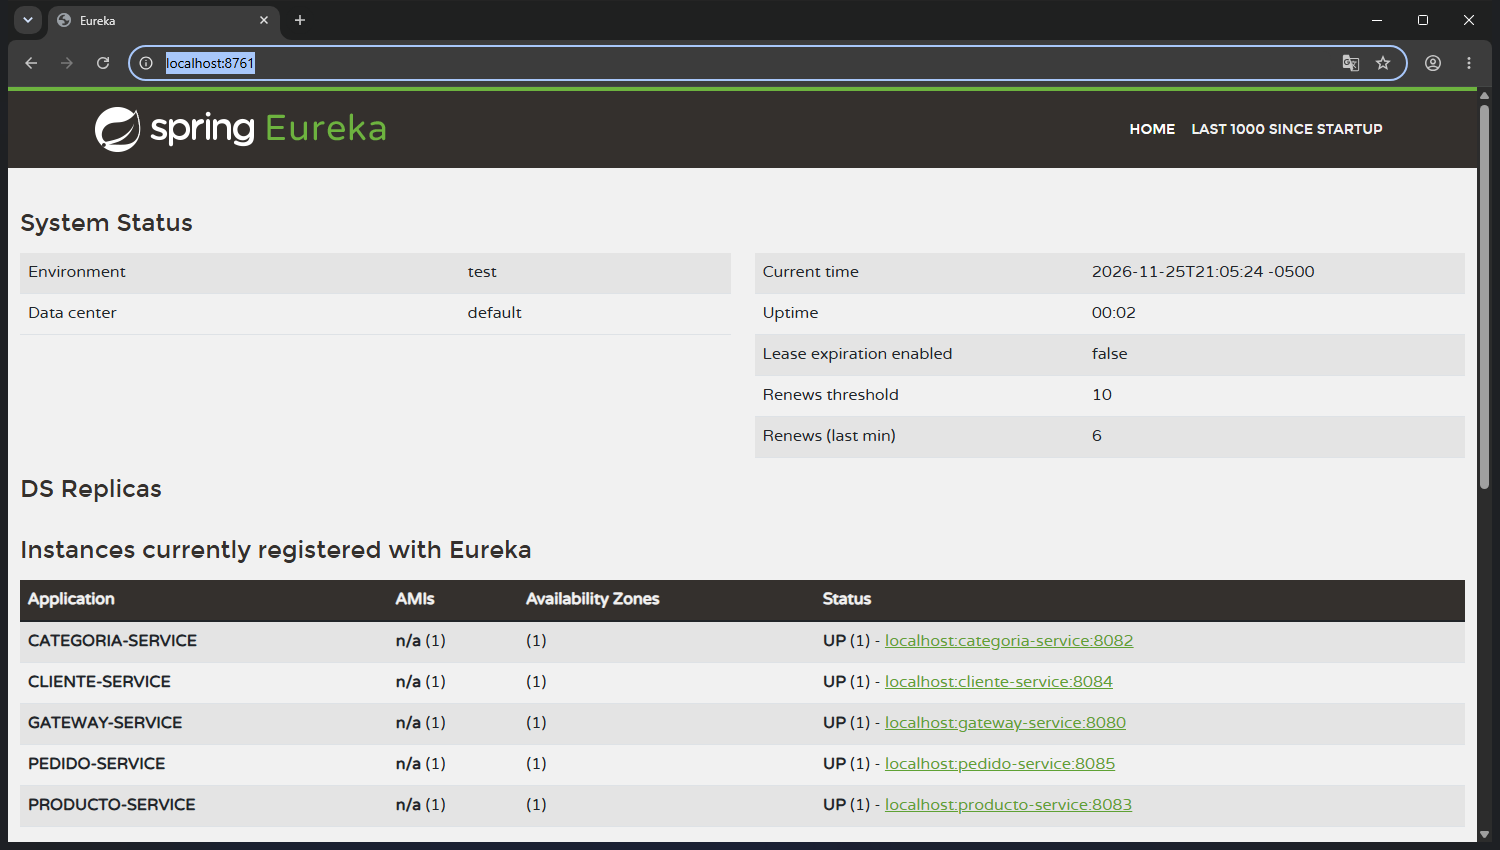 Eureka
localhost:8761
spring Eureka
HOME LAST 1000 SINCE STARTUP
System Status
Environment test
Data center default
Current time 2026-11-25T21:05:24 -0500
Uptime 00:02
Lease expiration enabled false
Renews threshold 10
Renews (last min) 6
DS Replicas
Instances currently registered with Eureka
Application AMIs Availability Zones Status
CATEGORIA-SERVICE n/a (1) (1) UP (1) - localhost:categoria-service:8082
CLIENTE-SERVICE n/a (1) (1) UP (1) - localhost:cliente-service:8084
GATEWAY-SERVICE n/a (1) (1) UP (1) - localhost:gateway-service:8080
PEDIDO-SERVICE n/a (1) (1) UP (1) - localhost:pedido-service:8085
PRODUCTO-SERVICE n/a (1) (1) UP (1) - localhost:producto-service:8083